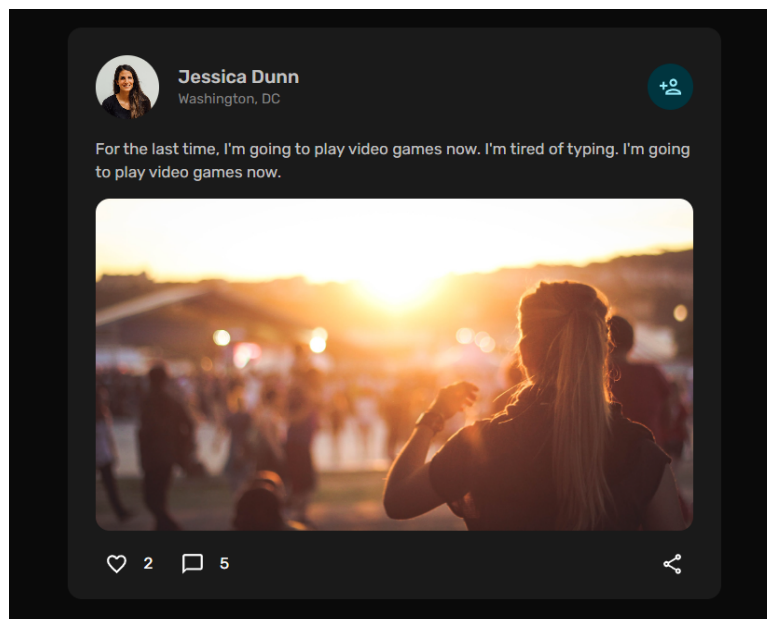 Jessica Dunn
Washington, DC
For the last time, I'm going to play video games now. I'm tired of typing. I'm going
to play video games now.
2
5